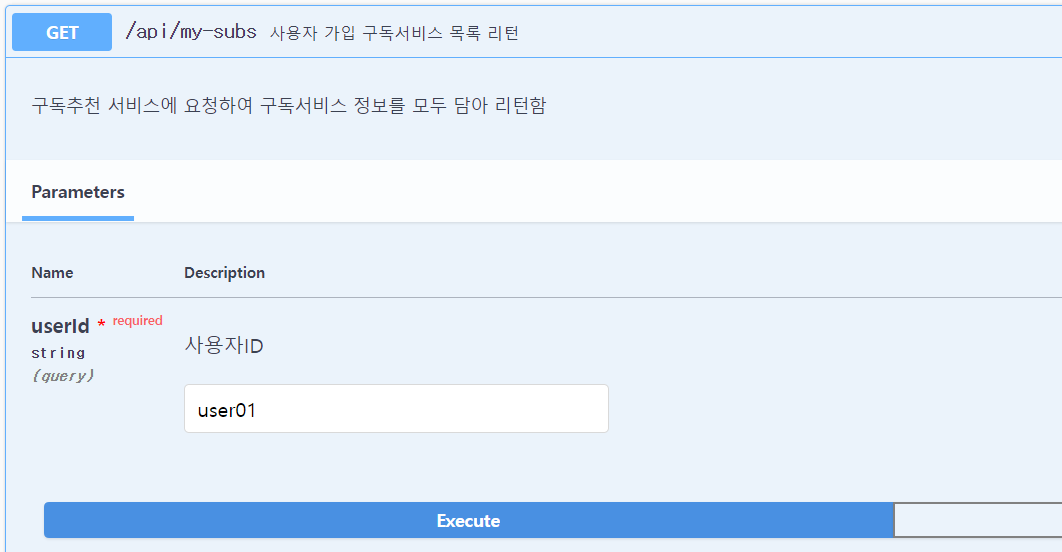 GET /api/my-subs 사용자 가입 구독서비스 목록 리턴
구독추천 서비스에 요청하여 구독서비스 정보를 모두 담아 리턴함
Parameters
Name Description
userId * required
string
(query)
사용자ID
user01
Execute